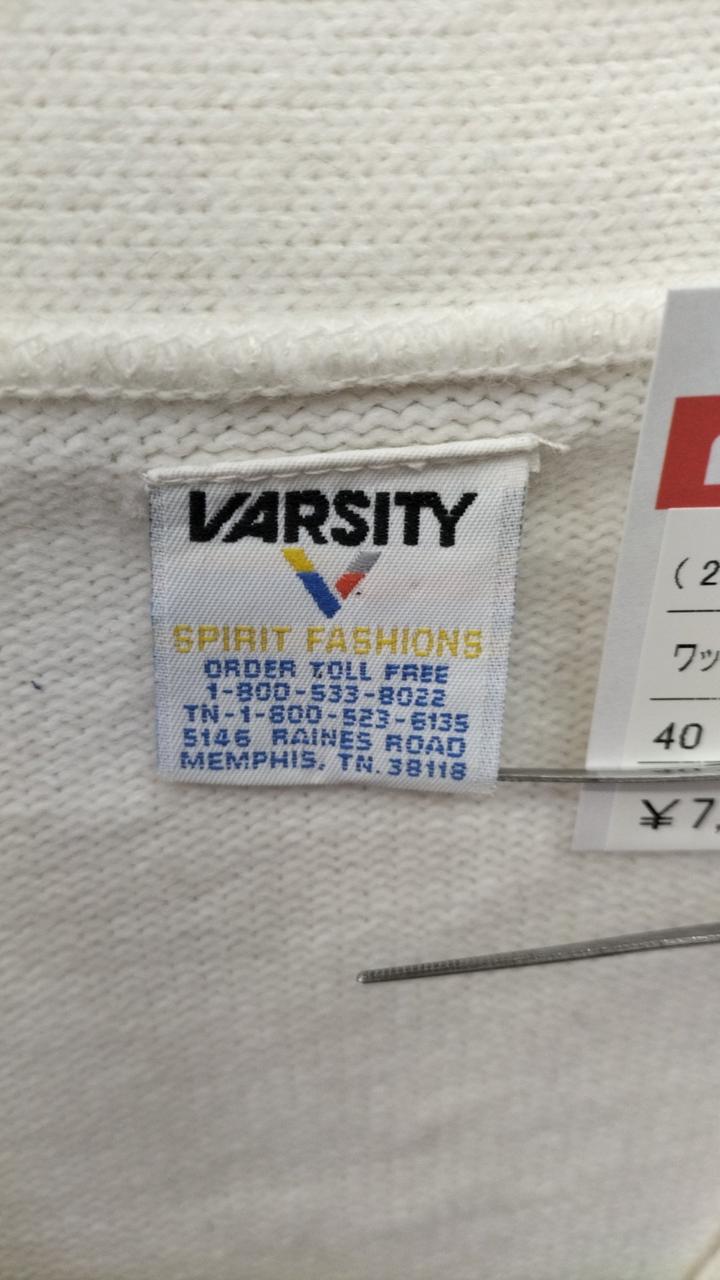 VARSITY
SPIRIT FASHIONS
ORDER TOLL FREE
1-800-533-8022
TN-1-800-523-6135
5146 RAINES ROAD
MEMPHIS, TN. 38118
(2
ワッ
40
¥7,